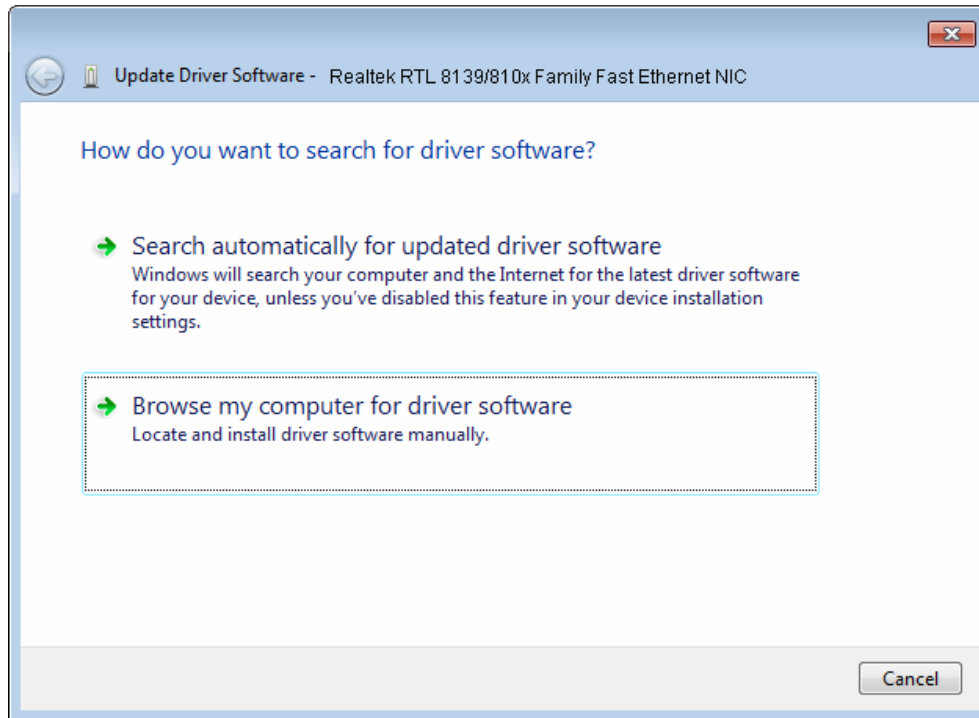 Update Driver Software - Realtek RTL 8139/810x Family Fast Ethernet NIC
How do you want to search for driver software?
Search automatically for updated driver software
Windows will search your computer and the Internet for the latest driver software
for your device, unless you've disabled this feature in your device installation
settings.
Browse my computer for driver software
Locate and install driver software manually.
Cancel